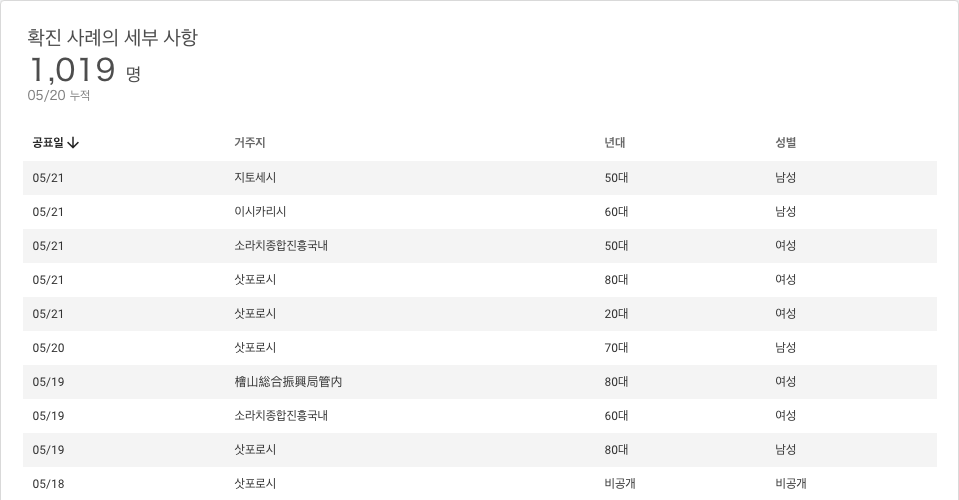 확진 사례의 세부 사항
1,019 명
05/20 누적
공표일 ↓ 거주지 년대 성별
05/21 지토세시 50대 남성
05/21 이시카리시 60대 남성
05/21 소라치종합진흥국내 50대 여성
05/21 삿포로시 80대 여성
05/21 삿포로시 20대 여성
05/20 삿포로시 70대 남성
05/19 檜山総合振興局管内 80대 여성
05/19 소라치종합진흥국내 60대 여성
05/19 삿포로시 80대 남성
05/18 삿포로시 비공개 비공개